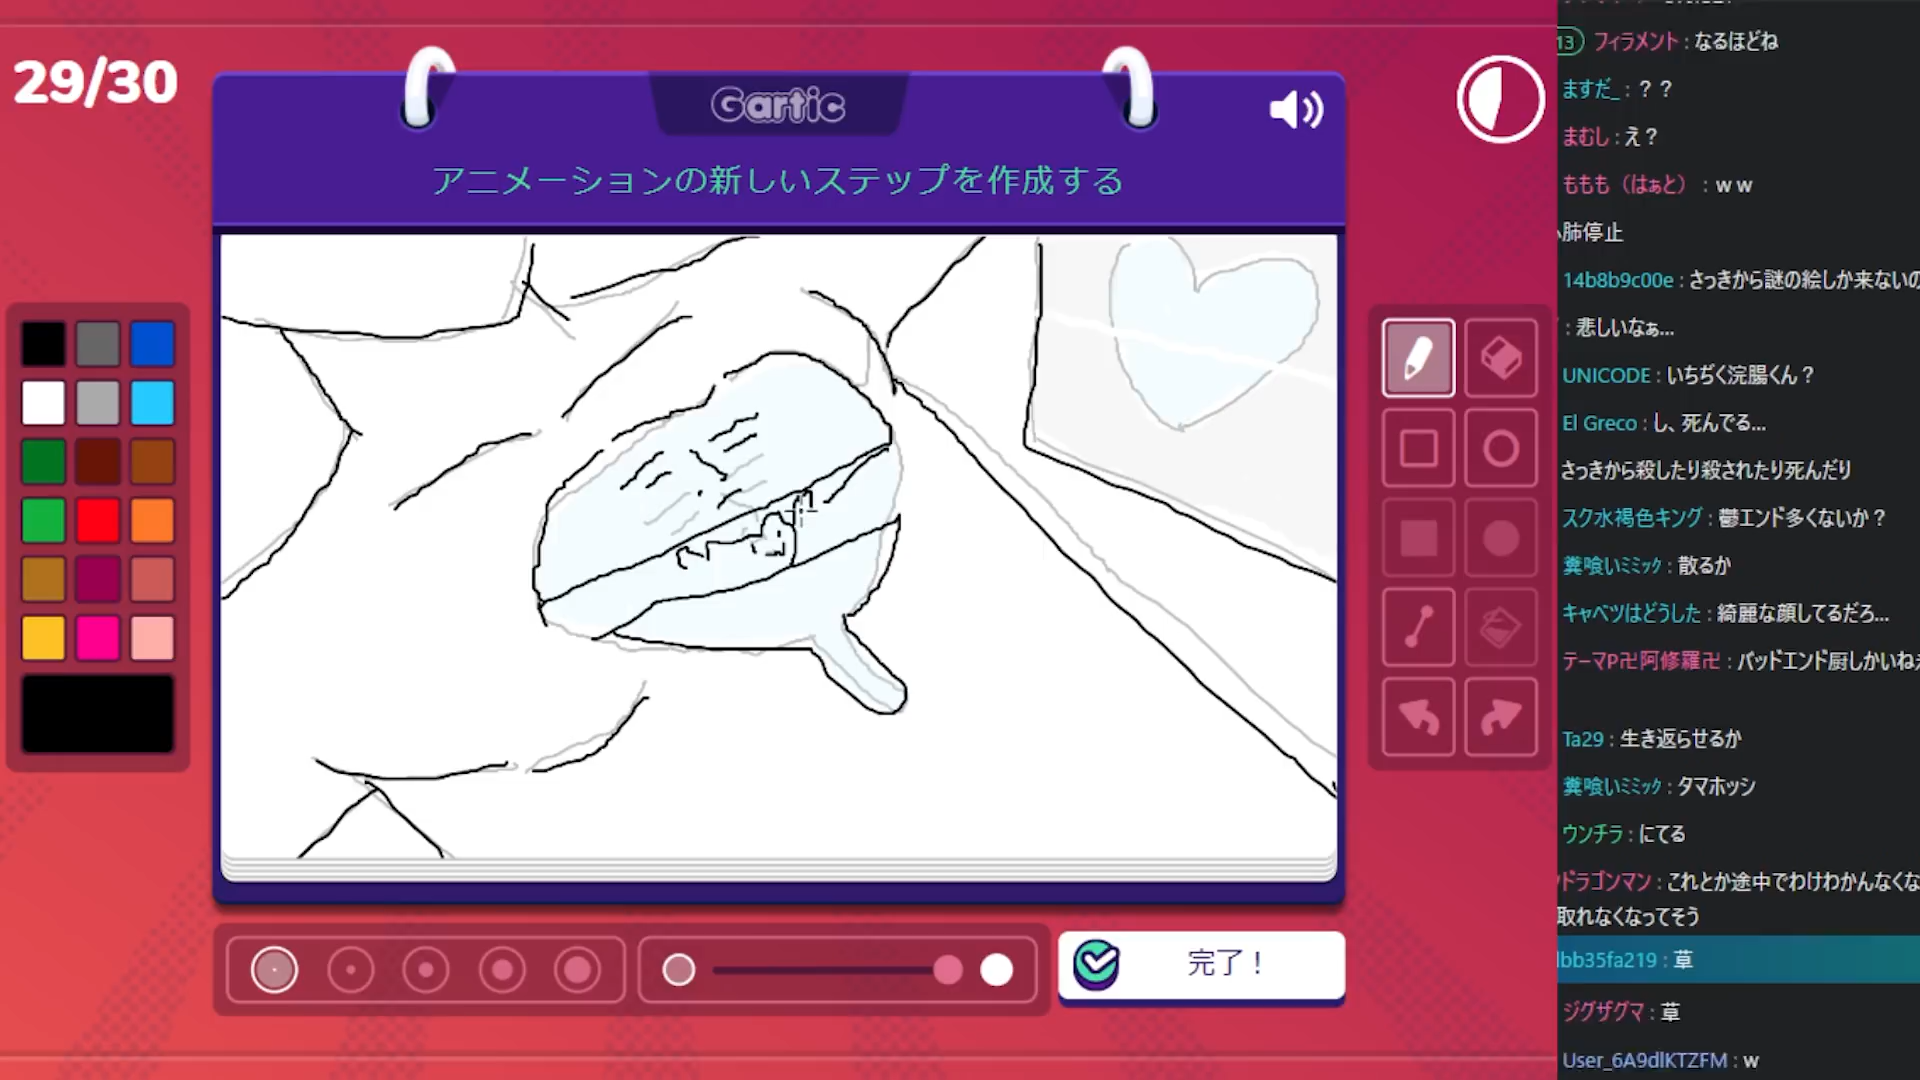 29/30
Gartic
アニメーションの新しいステップを作成する
完了！
13 フィラメント : なるほどね
ますだ_ : ？？
まむし : え？
ももも（はぁと） : ｗｗ
肺停止
14b8b9c00e : さっきから謎の絵しか来ないの
: 悲しいなぁ...
UNICODE : いちぢく浣腸くん？
El Greco : し、死んでる...
さっきから殺したり殺されたり死んだり
スク水褐色キング : 鬱エンド多くないか？
糞喰いミミック : 散るか
キャベツはどうした : 綺麗な顔してるだろ...
テーマP卍阿修羅卍 : バッドエンド厨しかいねぇ
Ta29 : 生き返らせるか
糞喰いミミック : タマホッシ
ウンチラ : にてる
ドラゴンマン : これとか途中でわけわかんなくな
取れなくなってそう
bb35fa219 : 草
ジグザグマ : 草
User_6A9dlKTZFM : w